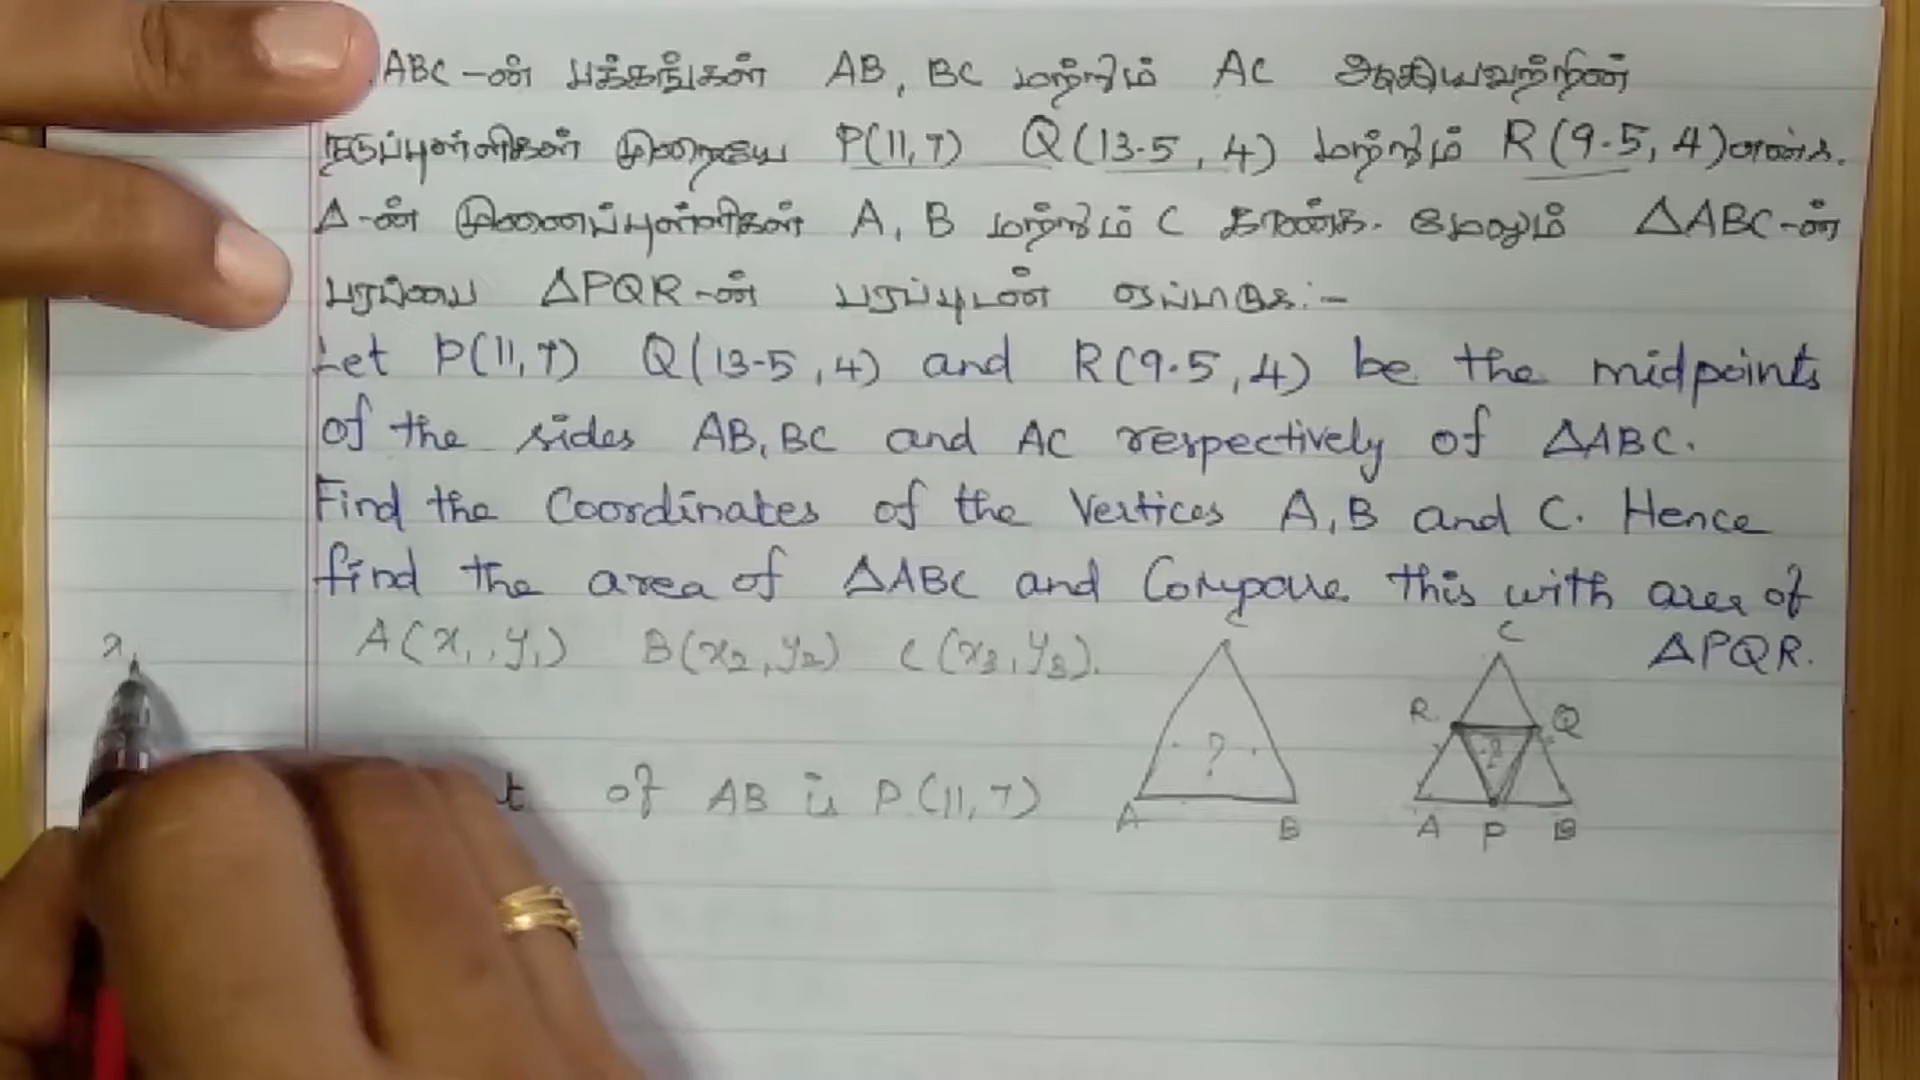 ABC-ன் பக்கங்கள் AB, BC மற்றும் AC ஆகியவற்றின்
நடுப்புள்ளிகள் முறையே P(11,7) Q(13.5,4) மற்றும் R(9.5,4) என்க.
Δ-ன் முனைப்புள்ளிகள் A, B மற்றும் C காண்க. மேலும் ΔABC-ன்
பரப்பை ΔPQR-ன் பரப்புடன் ஒப்பிடுக:-
Let P(11,7) Q(13.5,4) and R(9.5,4) be the midpoints
of the sides AB, BC and AC respectively of ΔABC.
Find the Coordinates of the Vertices A, B and C. Hence
find the area of ΔABC and Compare this with area of
ΔPQR.
A(x₁,y₁) B(x₂,y₂) C(x₃,y₃).
C
A B
?
C
R Q
?
A P B
x
t of AB is P(11,7)